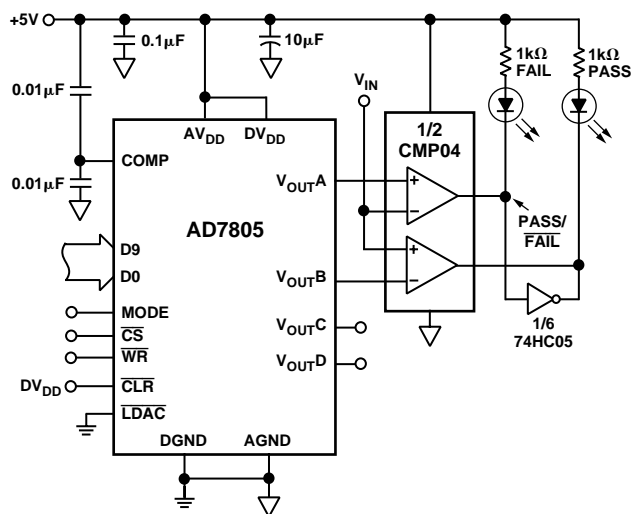 +5V
0.1µF
10µF
1kΩ
FAIL
1kΩ
PASS
0.01µF
VIN
AVDD
DVDD
1/2
CMP04
COMP
0.01µF
VOUTA
AD7805
PASS/
FAIL
D9
D0
VOUTB
1/6
74HC05
MODE
CS
VOUTC
WR
VOUTD
DVDD
CLR
LDAC
DGND
AGND
+
−
+
−